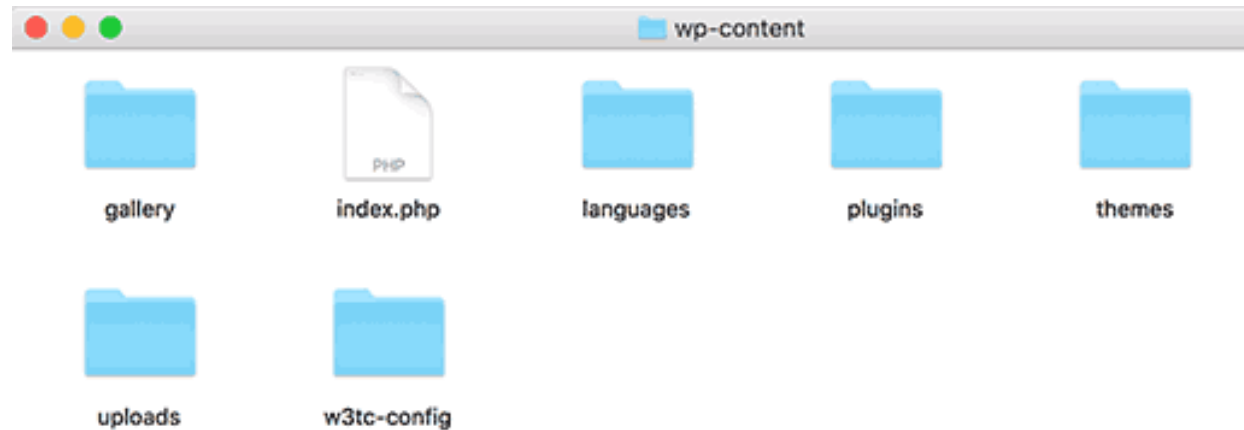 wp-content
PHP
gallery
index.php
languages
plugins
themes
uploads
w3tc-config